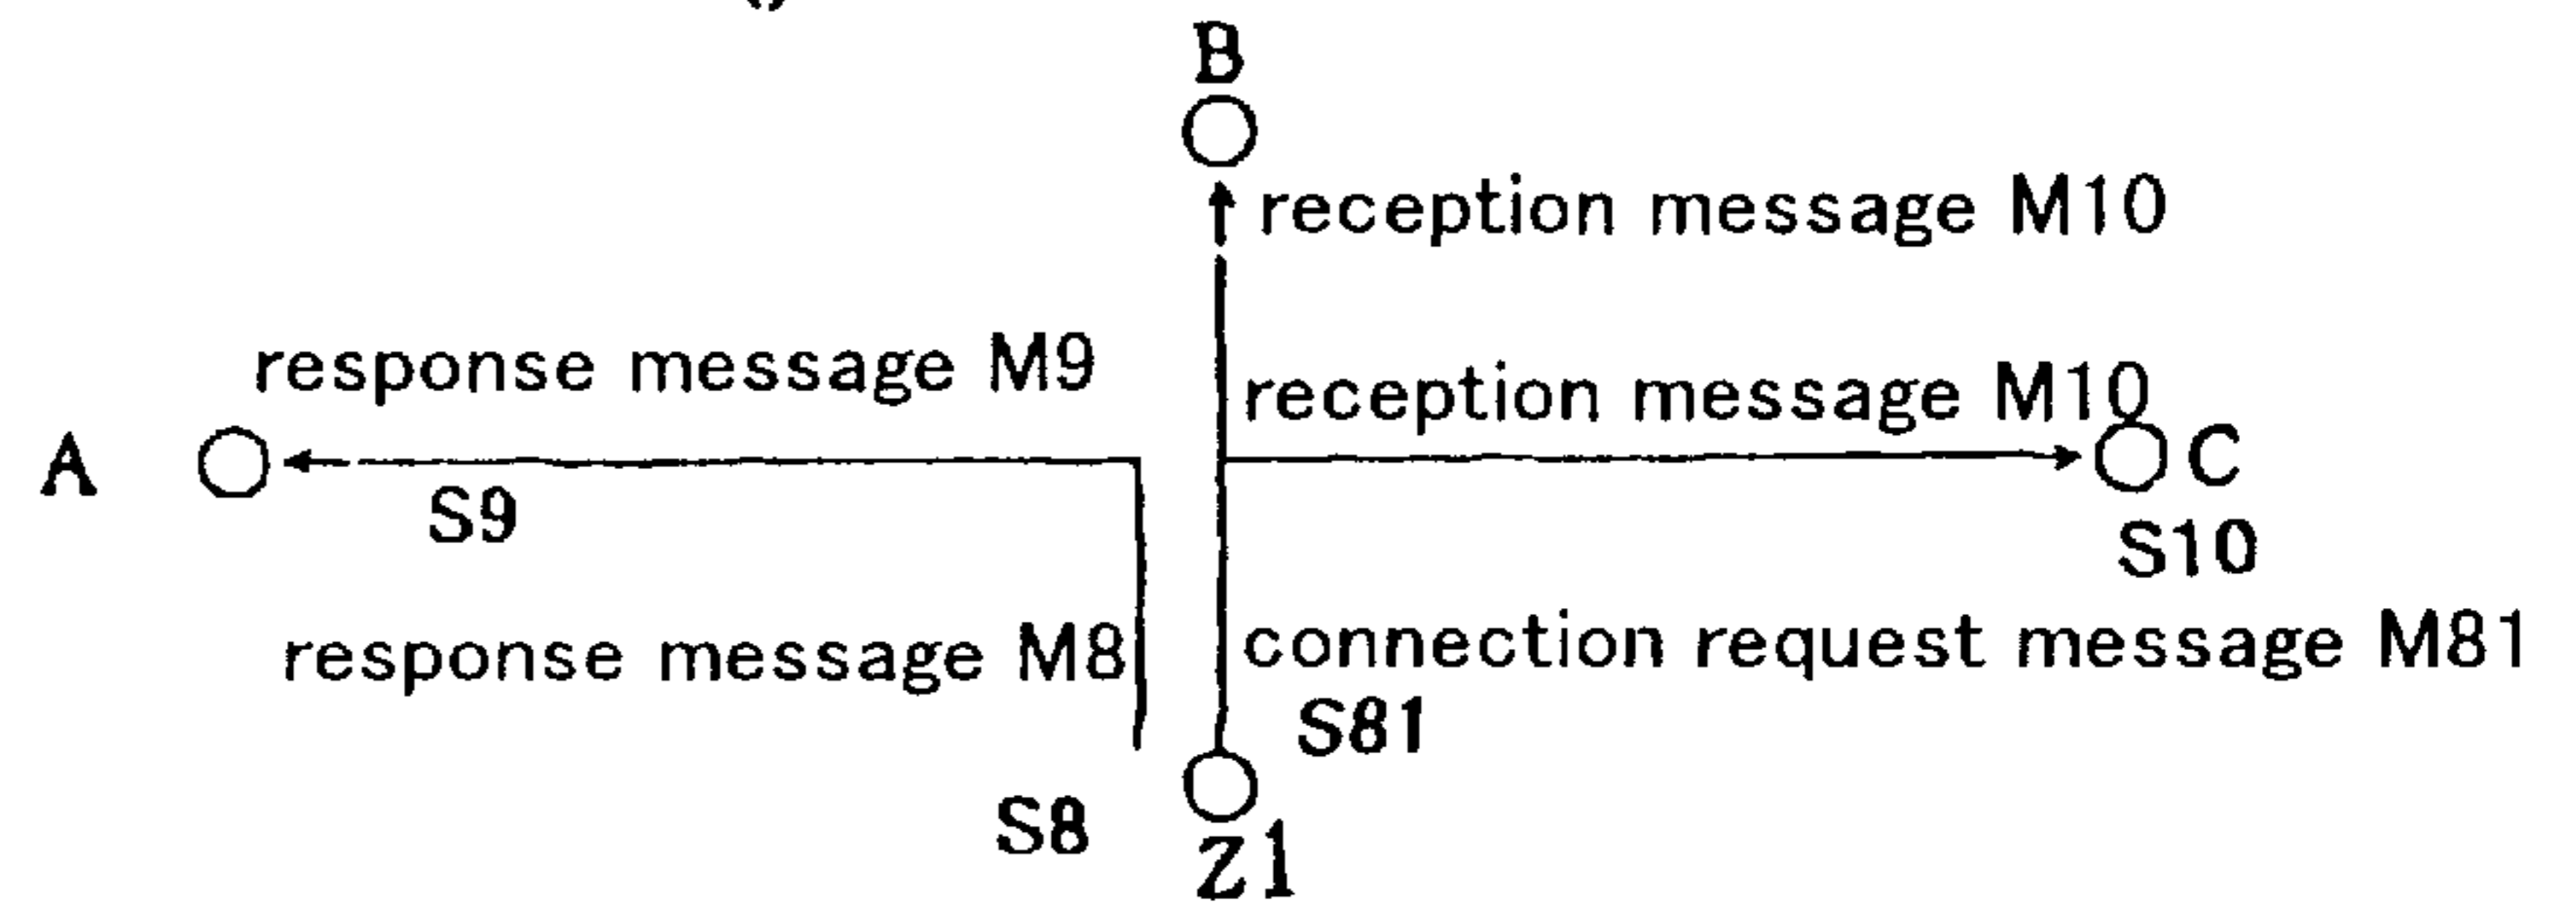 B
reception message M10
response message M9
reception message M10
A
C
S9
S10
response message M8
connection request message M81
S81
S8
Z1